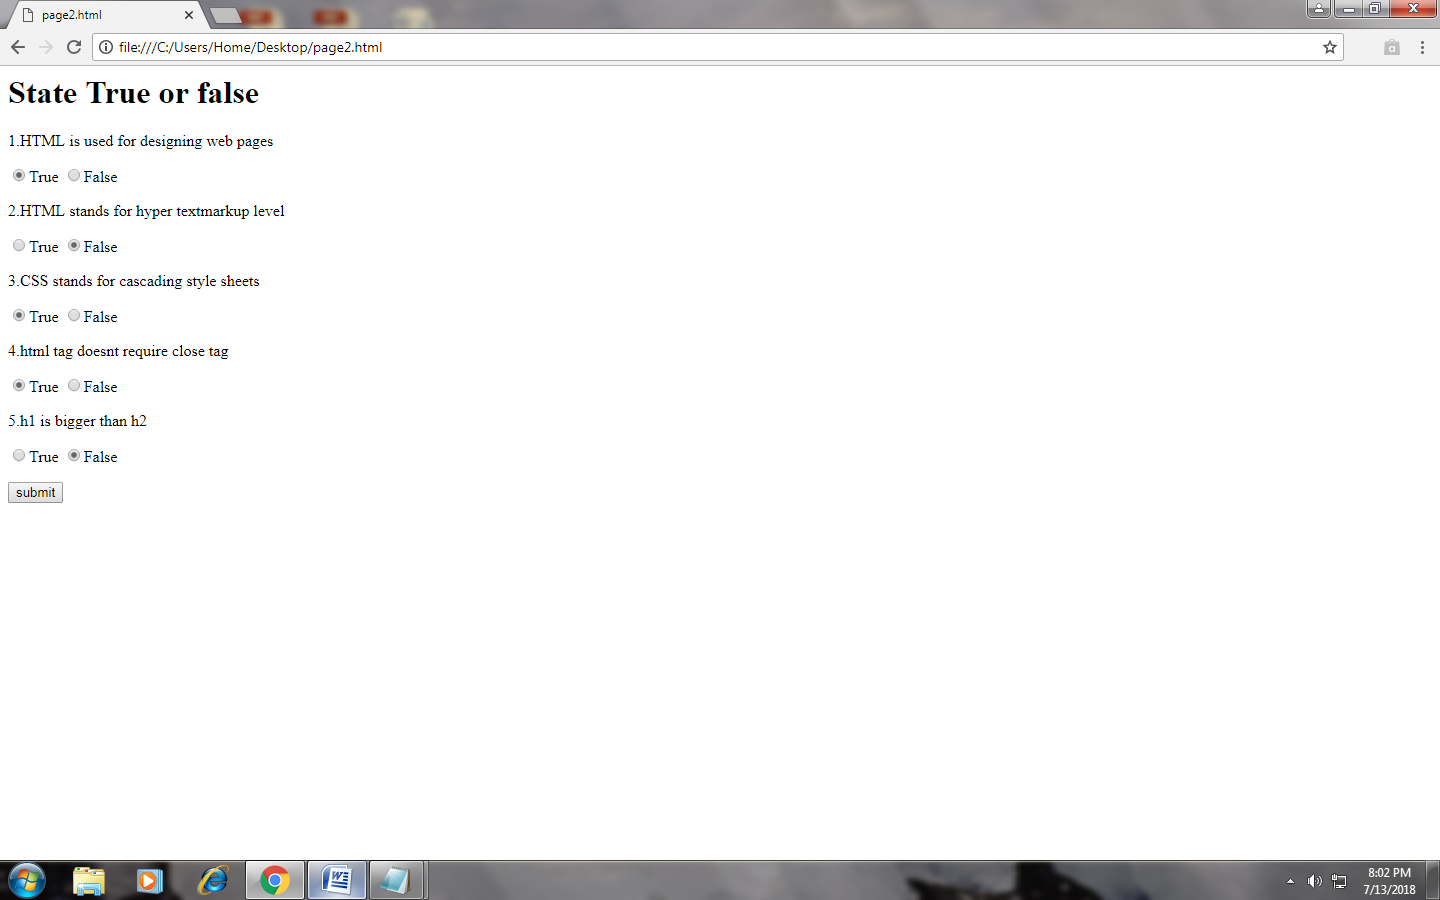 page2.html
file:///C:/Users/Home/Desktop/page2.html
State True or false
1.HTML is used for designing web pages
True False
2.HTML stands for hyper textmarkup level
True False
3.CSS stands for cascading style sheets
True False
4.html tag doesnt require close tag
True False
5.h1 is bigger than h2
True False
submit
8:02 PM
7/13/2018